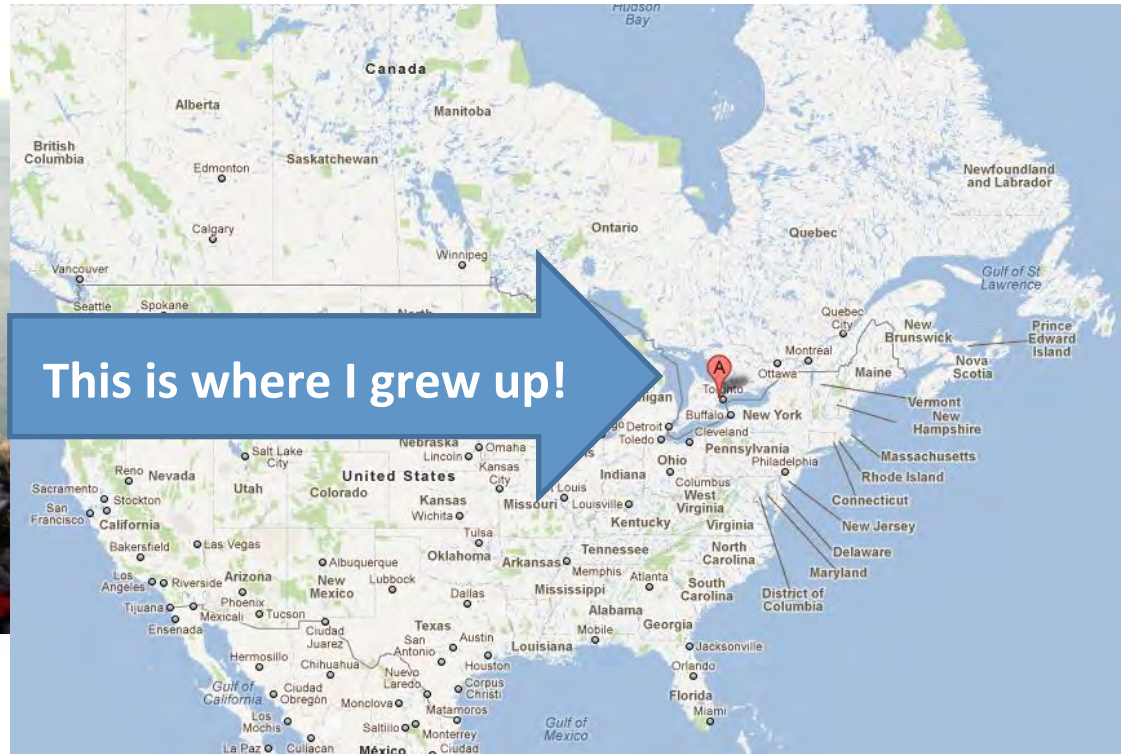 Hudson
Bay
Canada
Alberta
Manitoba
British
Columbia
Edmonton
Saskatchewan
Newfoundland
and Labrador
Calgary
Ontario
Quebec
Winnipeg
Vancouver
Gulf of St
Lawrence
Seattle
Spokane
Quebec
City
New
Brunswick
Prince
Edward
Island
Montreal
Ottawa
Maine
Nova
Scotia
This is where I grew up!
A
Toronto
Vermont
New
Hampshire
Buffalo
New York
Detroit
Toledo
Cleveland
Massachusetts
Nebraska
Lincoln
Omaha
Pennsylvania
Philadelphia
Rhode Island
Salt Lake
City
Reno
Nevada
United States
Kansas
City
Indiana
Ohio
Columbus
Connecticut
Sacramento
Stockton
Utah
Colorado
Kansas
Missouri
Louis
Louisville
West
Virginia
New Jersey
San
Francisco
California
Wichita
Kentucky
Virginia
Delaware
Bakersfield
Las Vegas
Tulsa
Tennessee
North
Carolina
Maryland
Albuquerque
Oklahoma
Arkansas
Memphis
Los
Angeles
Riverside
Arizona
New
Mexico
Lubbock
Dallas
Mississippi
Atlanta
South
Carolina
District of
Columbia
Phoenix
Tijuana
Mexicali
Tucson
Alabama
Ensenada
Ciudad
Juarez
Texas
Georgia
San
Antonio
Austin
Louisiana
Mobile
Jacksonville
Hermosillo
Chihuahua
Houston
Orlando
Gulf of
California
Ciudad
Obregón
Nuevo
Laredo
Corpus
Christi
Florida
Monclova
Miami
Los
Mochis
Matamoros
Saltillo
Monterrey
Gulf of
Mexico
La Paz
Culiacan
México
Ciudad